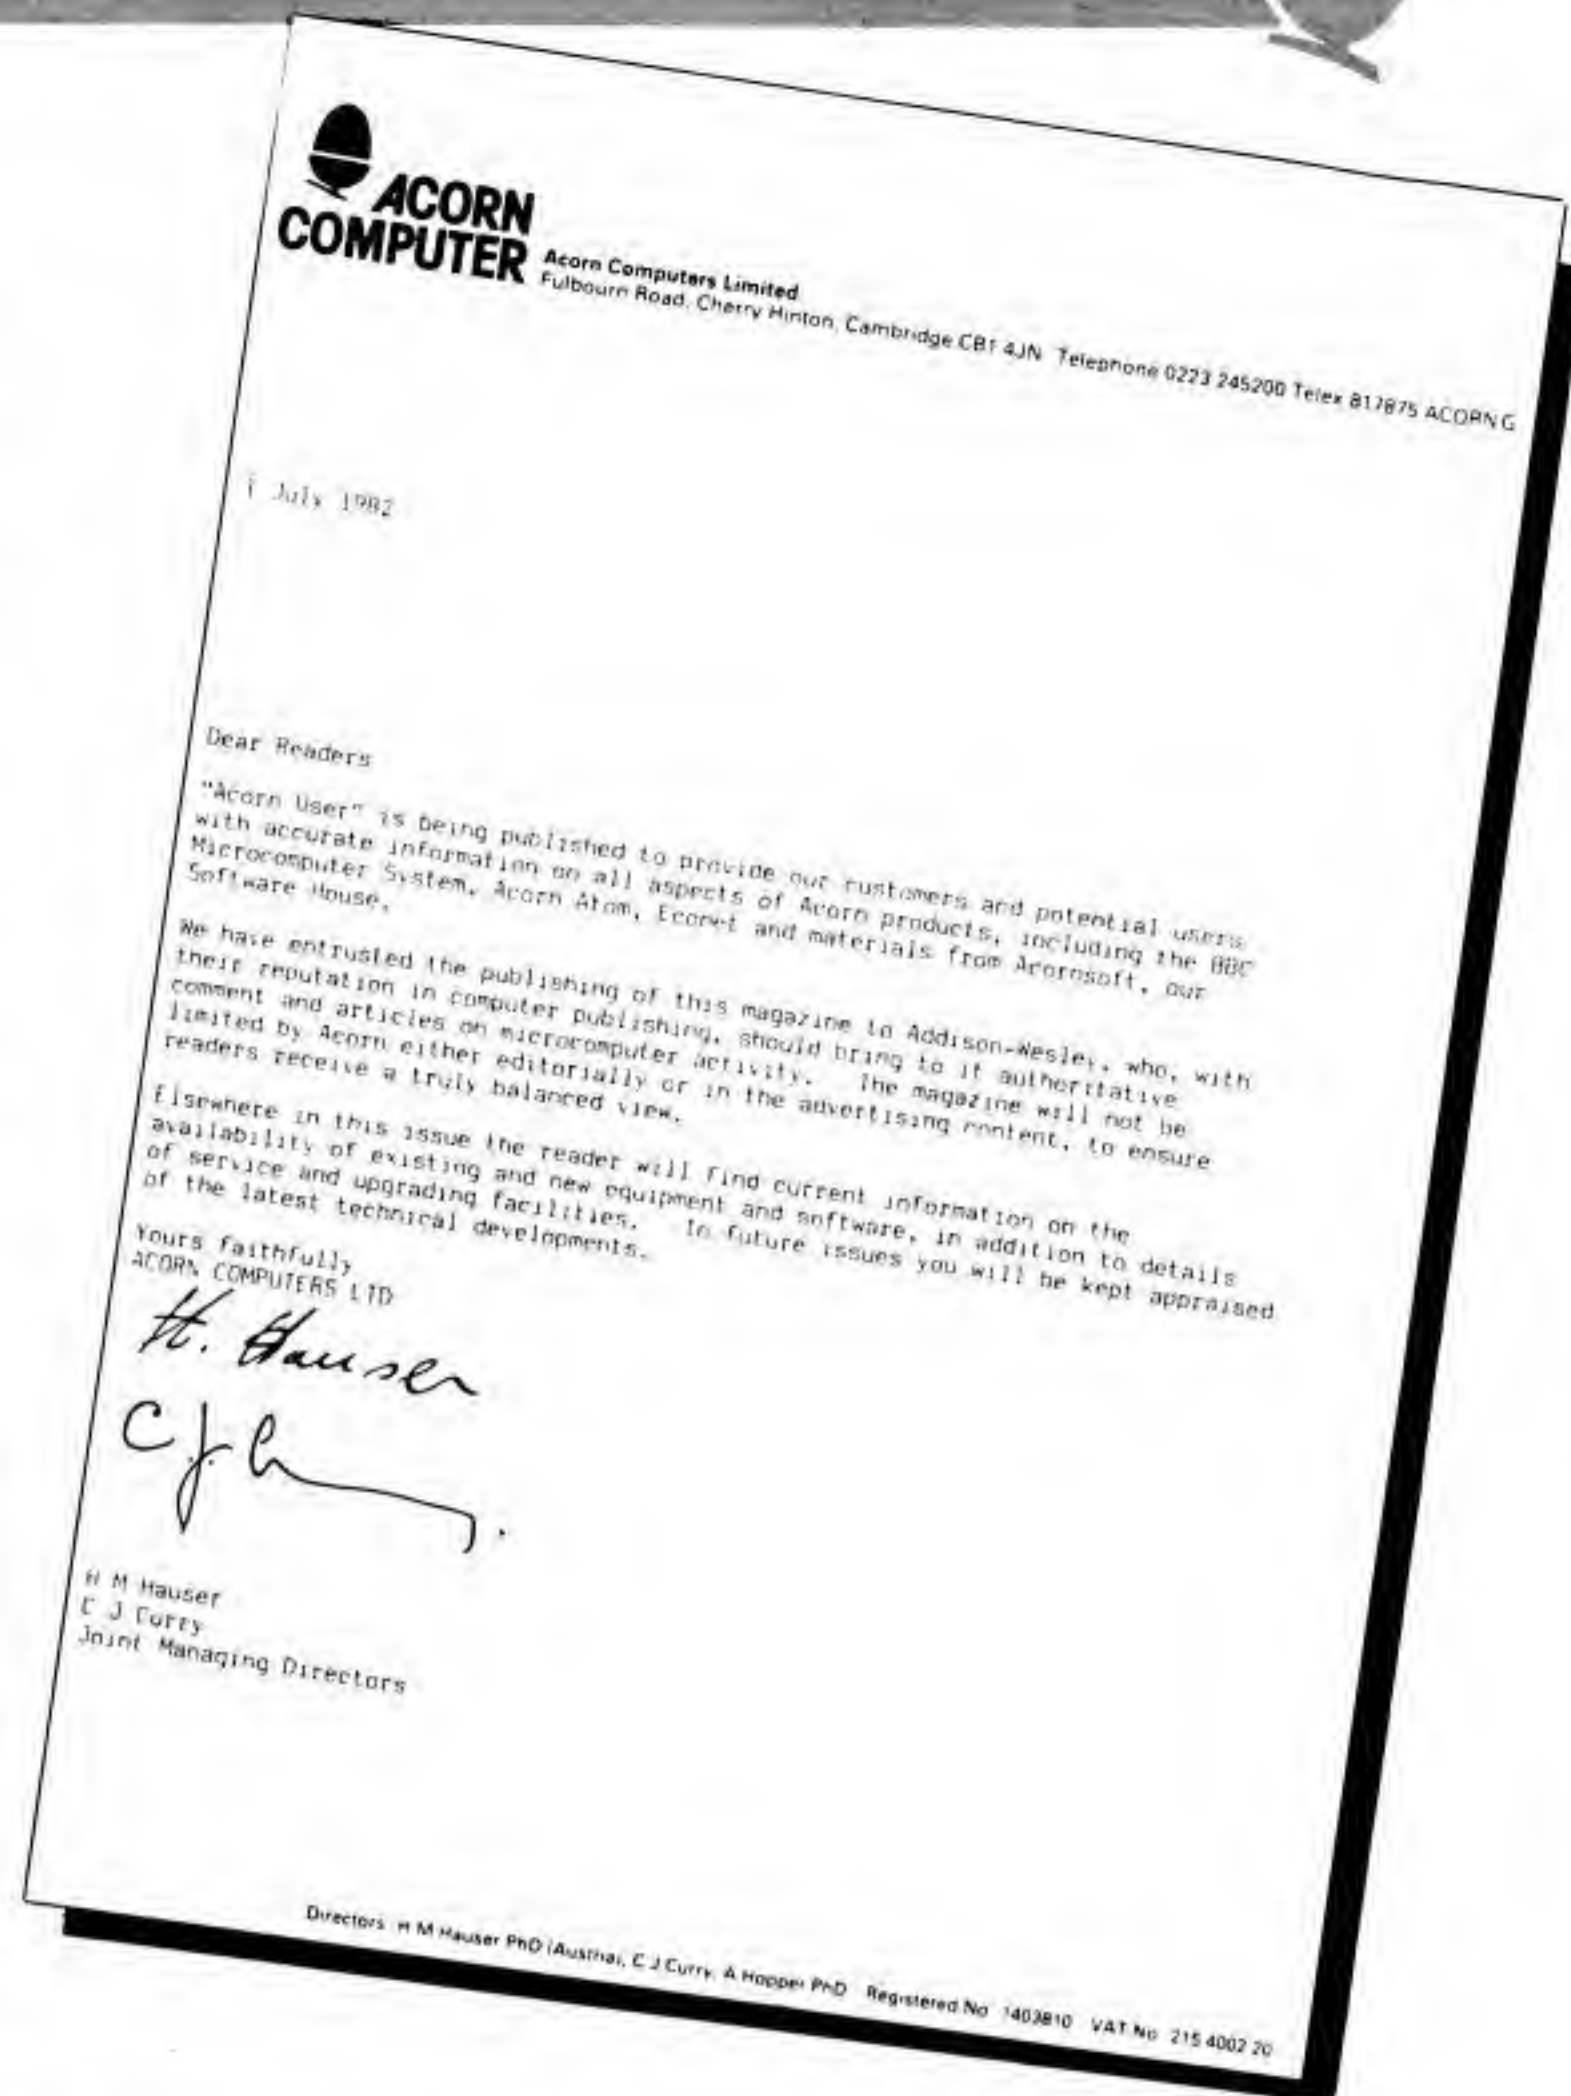 ACORN
COMPUTER
Acorn Computers Limited
Fulbourn Road, Cherry Hinton, Cambridge CB1 4JN Telephone 0223 245200 Telex 817875 ACORN G
1 July 1982
Dear Readers
"Acorn User" is being published to provide our customers and potential users
with accurate information on all aspects of Acorn products, including the BBC
Microcomputer System, Acorn Atom, Econet and materials from Acornsoft, our
Software House.
We have entrusted the publishing of this magazine to Addison-Wesley, who, with
their reputation in computer publishing, should bring to it authoritative
comment and articles on microcomputer activity. The magazine will not be
limited by Acorn either editorially or in the advertising content, to ensure
readers receive a truly balanced view.
Elsewhere in this issue the reader will find current information on the
availability of existing and new equipment and software, in addition to details
of service and upgrading facilities. In future issues you will be kept appraised
of the latest technical developments.
Yours faithfully
ACORN COMPUTERS LTD
H. Hauser
C J Curry
H M Hauser
C J Curry
Joint Managing Directors
Directors H M Hauser PhD (Austria), C J Curry, A Hopper PhD Registered No 1403810 VAT No 215 4002 20